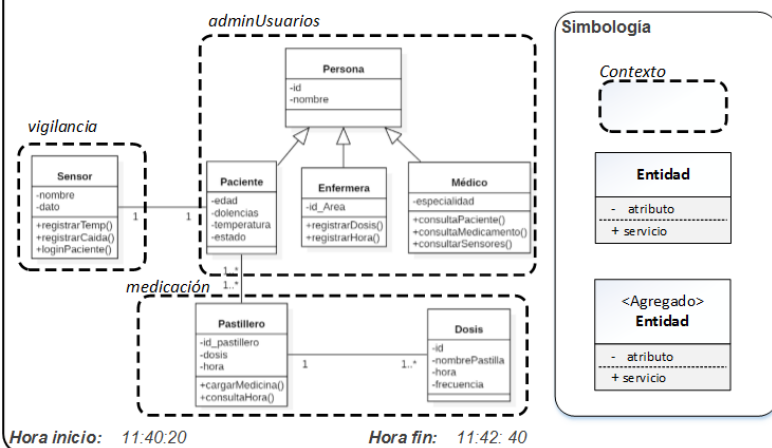 adminUsuarios
Persona
-id
-nombre
vigilancia
Sensor
-nombre
-dato
+registrarTemp()
+registrarCaida()
+loginPaciente()
1
1
Paciente
-edad
-dolencias
-temperatura
-estado
Enfermera
-id_Area
+registrarDosis()
+registrarHora()
Médico
-especialidad
+consultaPaciente()
+consultaMedicamento()
+consultarSensores()
1..*
1..*
medicación
Pastillero
-id_pastillero
-dosis
-hora
+cargarMedicina()
+consultaHora()
1
1..*
Dosis
-id
-nombrePastilla
-hora
-frecuencia
Hora inicio: 11:40:20
Hora fin: 11:42: 40
Simbología
Contexto
Entidad
- atributo
+ servicio
<Agregado>
Entidad
- atributo
+ servicio